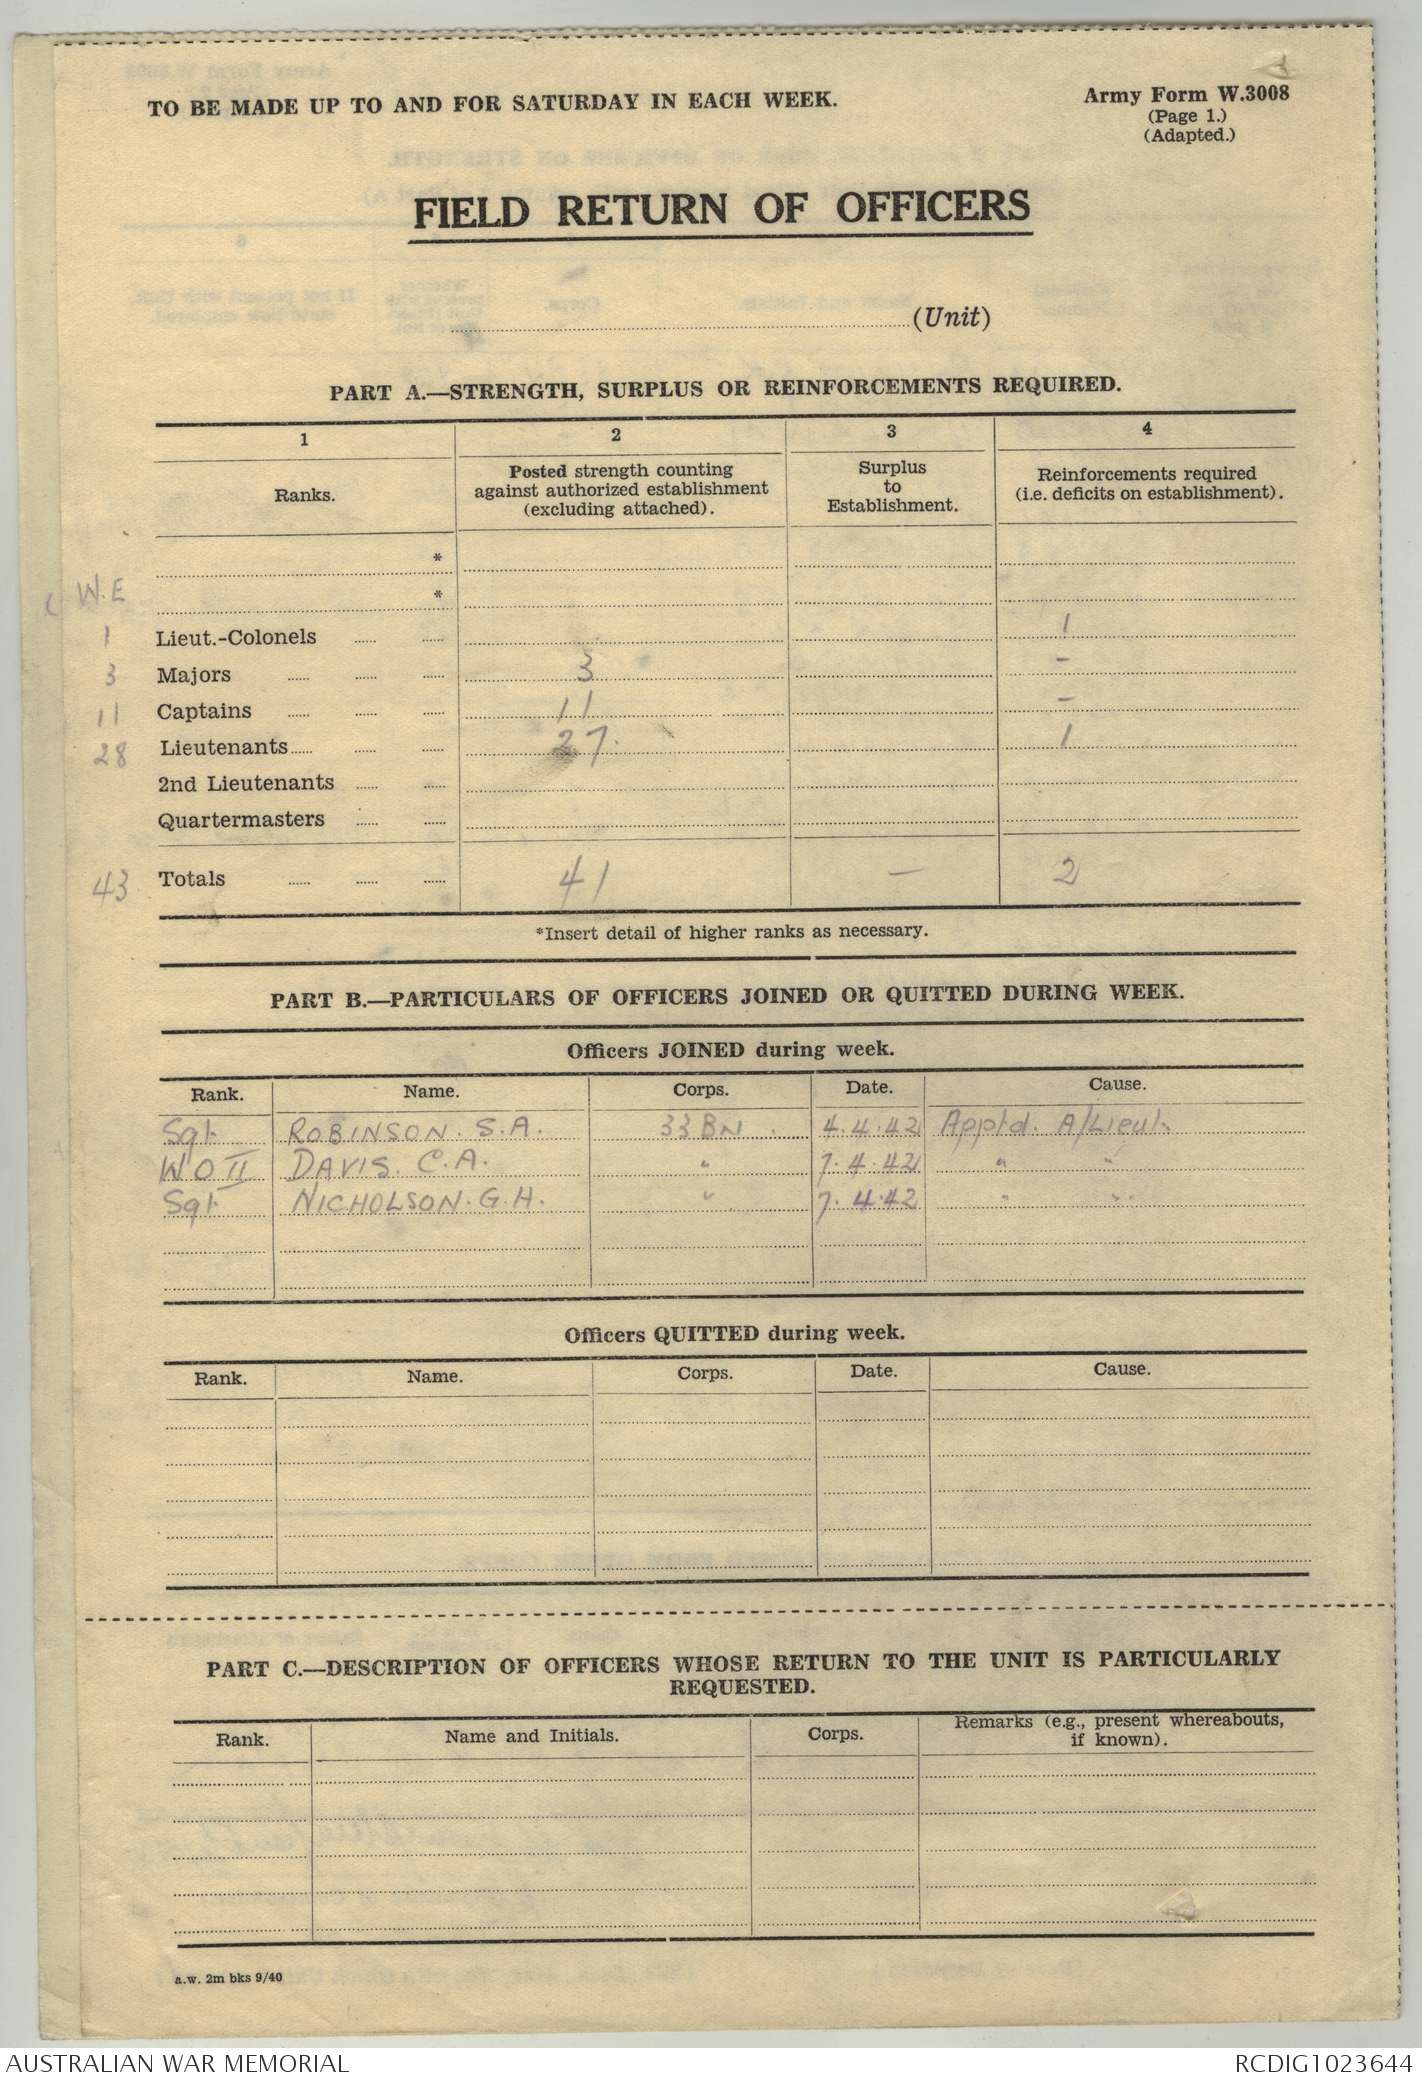 TO BE MADE UP TO AND FOR SATURDAY IN EACH WEEK.
Army Form W.3008
(Page 1.)
(Adapted.)
FIELD RETURN OF OFFICERS
(Unit)
PART A.—STRENGTH, SURPLUS OR REINFORCEMENTS REQUIRED.
1 2 3 4
Ranks.
Posted strength counting
against authorized establishment
(excluding attached).
Surplus
to
Establishment.
Reinforcements required
(i.e. deficits on establishment).
*
W.E *
1 Lieut.-Colonels 1
3 Majors 3 -
11 Captains 11 -
28 Lieutenants 27. 1
2nd Lieutenants
Quartermasters
43 Totals 41 — 2
*Insert detail of higher ranks as necessary.
PART B.—PARTICULARS OF OFFICERS JOINED OR QUITTED DURING WEEK.
Officers JOINED during week.
Rank. Name. Corps. Date. Cause.
Sgt. ROBINSON. S.A. 33 BN. 4.4.42 Apptd. A/Lieut.
WO II DAVIS. C.A. " 7.4.42 " "
Sgt NICHOLSON. G.H. " 7.4.42 " "
Officers QUITTED during week.
Rank. Name. Corps. Date. Cause.
PART C.—DESCRIPTION OF OFFICERS WHOSE RETURN TO THE UNIT IS PARTICULARLY
REQUESTED.
Rank. Name and Initials. Corps. Remarks (e.g., present whereabouts,
if known).
a.w. 2m bks 9/40
AUSTRALIAN WAR MEMORIAL
RCDIG1023644